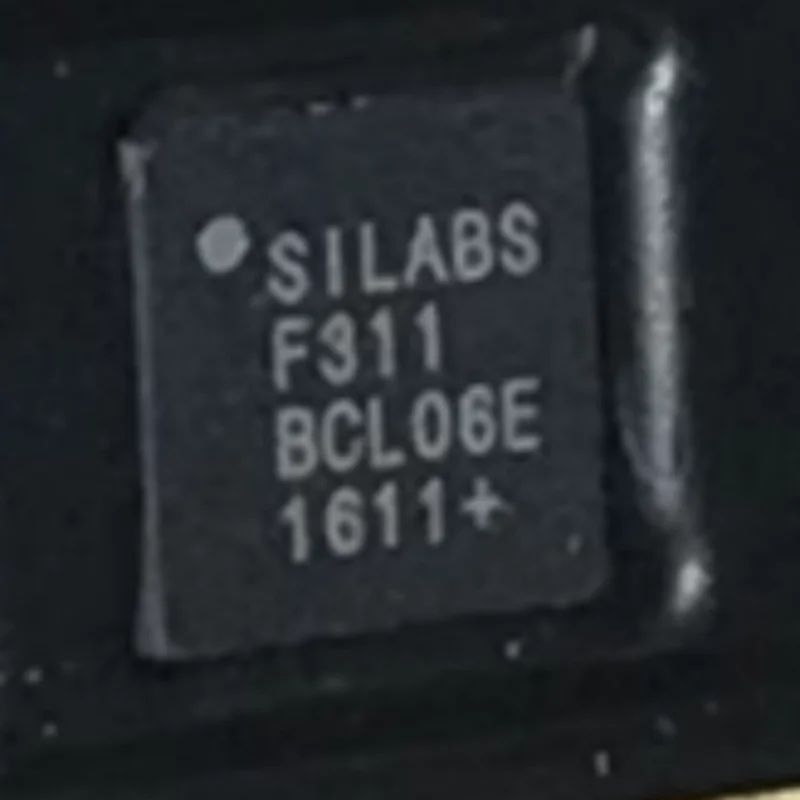 SILABS
F311
BCL06E
1611+